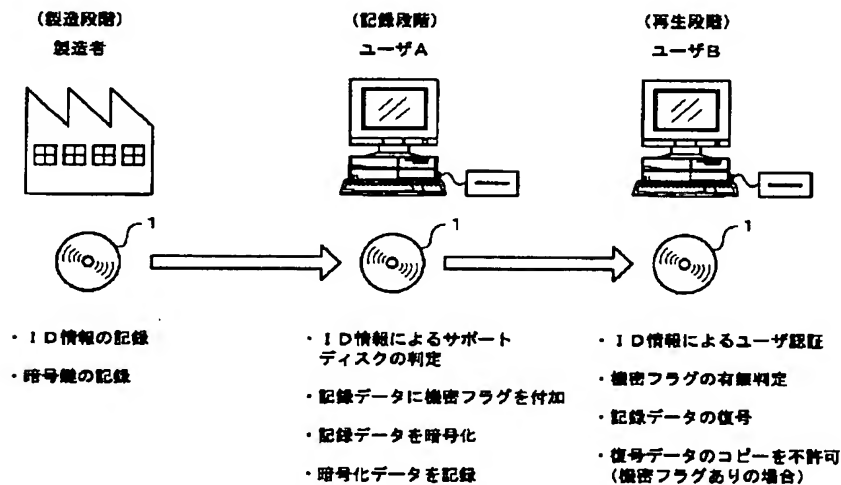 (製造段階)
製造者
(記録段階)
ユーザA
(再生段階)
ユーザB
1
1
1
・ID情報の記録
・暗号鍵の記録
・ID情報によるサポート
ディスクの判定
・記録データに機密フラグを付加
・記録データを暗号化
・暗号化データを記録
・ID情報によるユーザ認証
・機密フラグの有無判定
・記録データの復号
・復号データのコピーを不許可
(機密フラグありの場合)